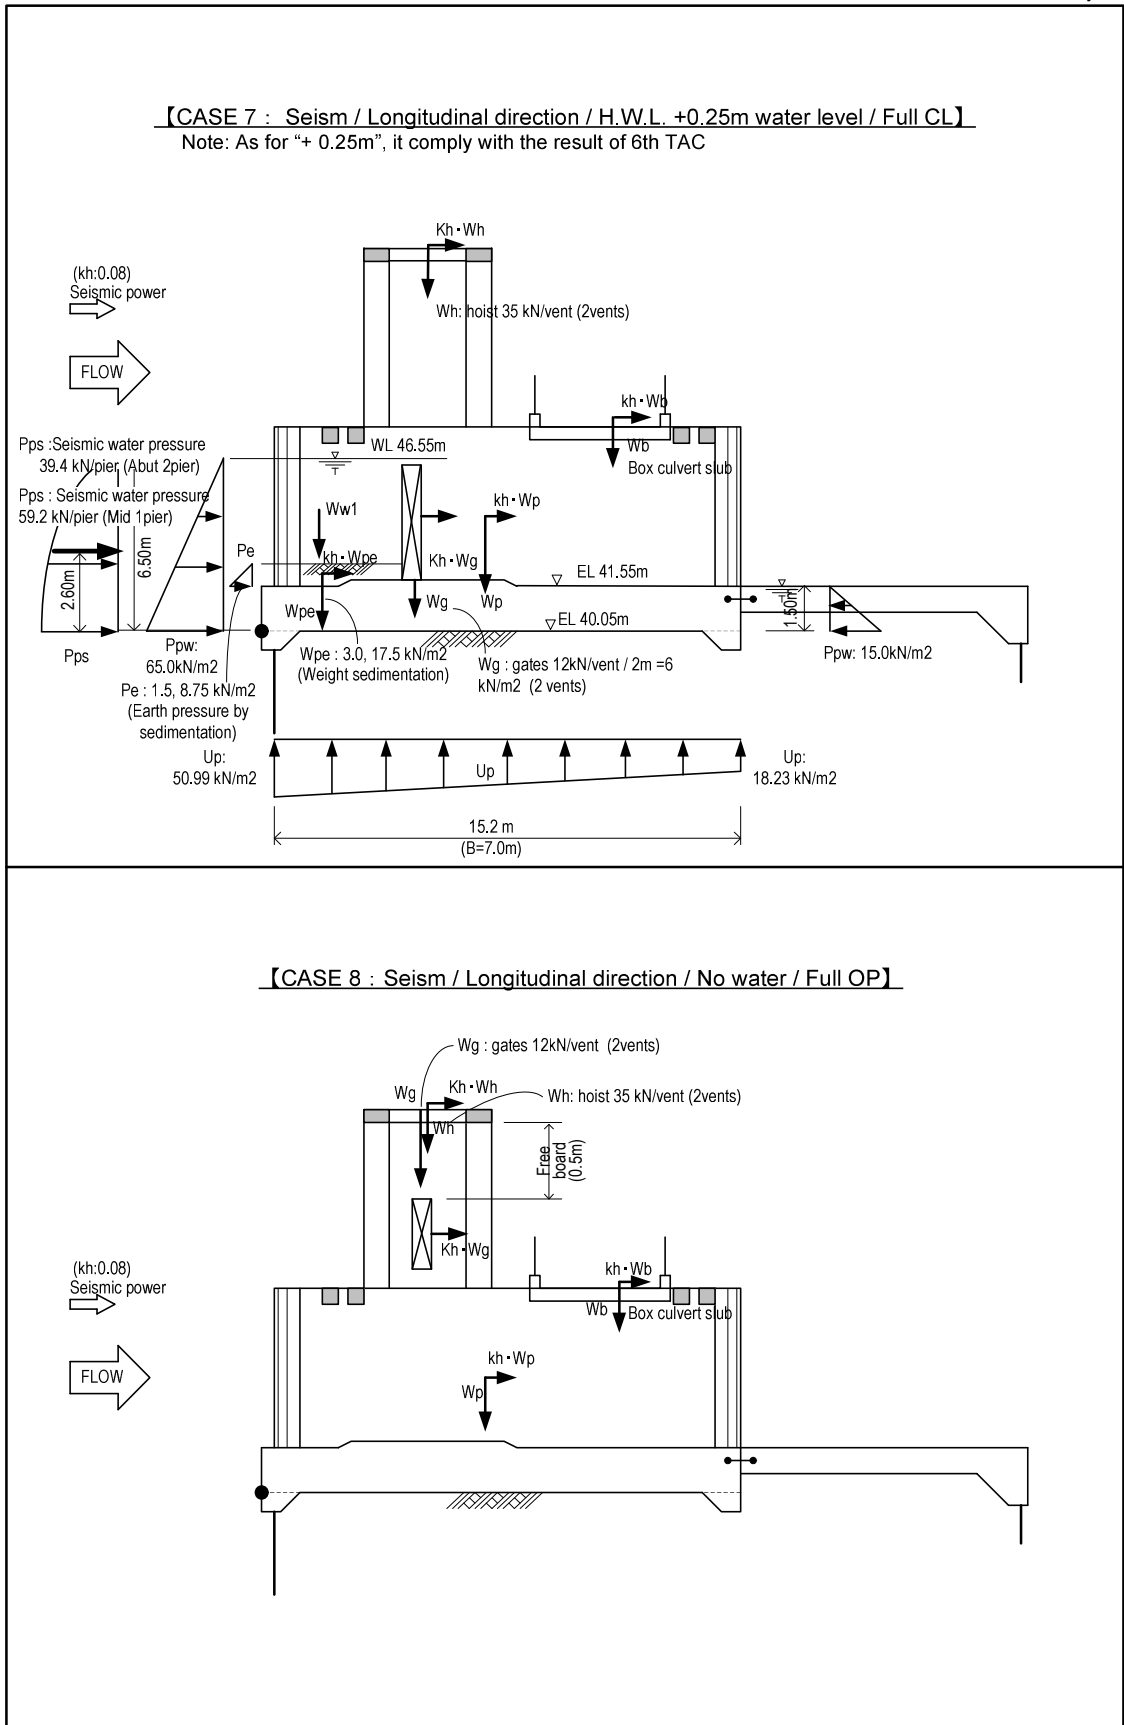 【CASE 7 : Seism / Longitudinal direction / H.W.L. +0.25m water level / Full CL】
Note: As for “+ 0.25m”, it comply with the result of 6th TAC
Kh・Wh
(kh:0.08)
Seismic power
Wh: hoist 35 kN/vent (2vents)
FLOW
kh・Wb
Pps :Seismic water pressure
39.4 kN/pier (Abut 2pier)
WL 46.55m
Wb
Box culvert slub
Pps : Seismic water pressure
59.2 kN/pier (Mid 1pier)
Ww1
kh・Wp
6.50m
Pe
kh・Wpe
Kh・Wg
2.60m
EL 41.55m
Wpe
Wg
Wp
1.50m
EL 40.05m
Pps
Ppw:
65.0kN/m2
Wpe : 3.0, 17.5 kN/m2
(Weight sedimentation)
Wg : gates 12kN/vent / 2m =6
kN/m2 (2 vents)
Ppw: 15.0kN/m2
Pe : 1.5, 8.75 kN/m2
(Earth pressure by
sedimentation)
Up:
50.99 kN/m2
Up
Up:
18.23 kN/m2
15.2 m
(B=7.0m)
【CASE 8 : Seism / Longitudinal direction / No water / Full OP】
Wg : gates 12kN/vent (2vents)
Wg
Kh・Wh
Wh: hoist 35 kN/vent (2vents)
Wh
Free
board
(0.5m)
Kh・Wg
(kh:0.08)
Seismic power
kh・Wb
Wb
Box culvert slub
FLOW
kh・Wp
Wp